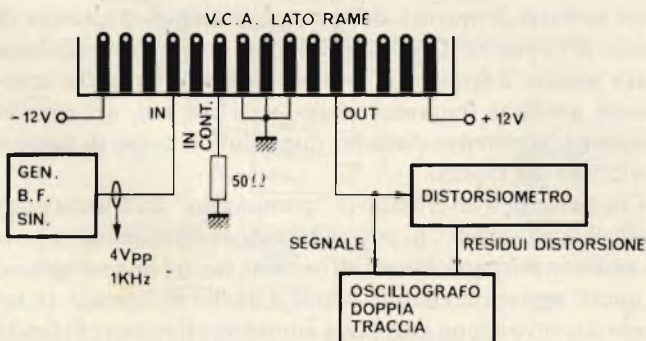 V.C.A. LATO RAME
-12V
IN
IN CONT.
OUT
+12V
GEN.
B.F.
SIN.
50Ω
4VPP
1KHz
DISTORSIOMETRO
SEGNALE
RESIDUI DISTORSIONE
OSCILLOGRAFO
DOPPIA
TRACCIA